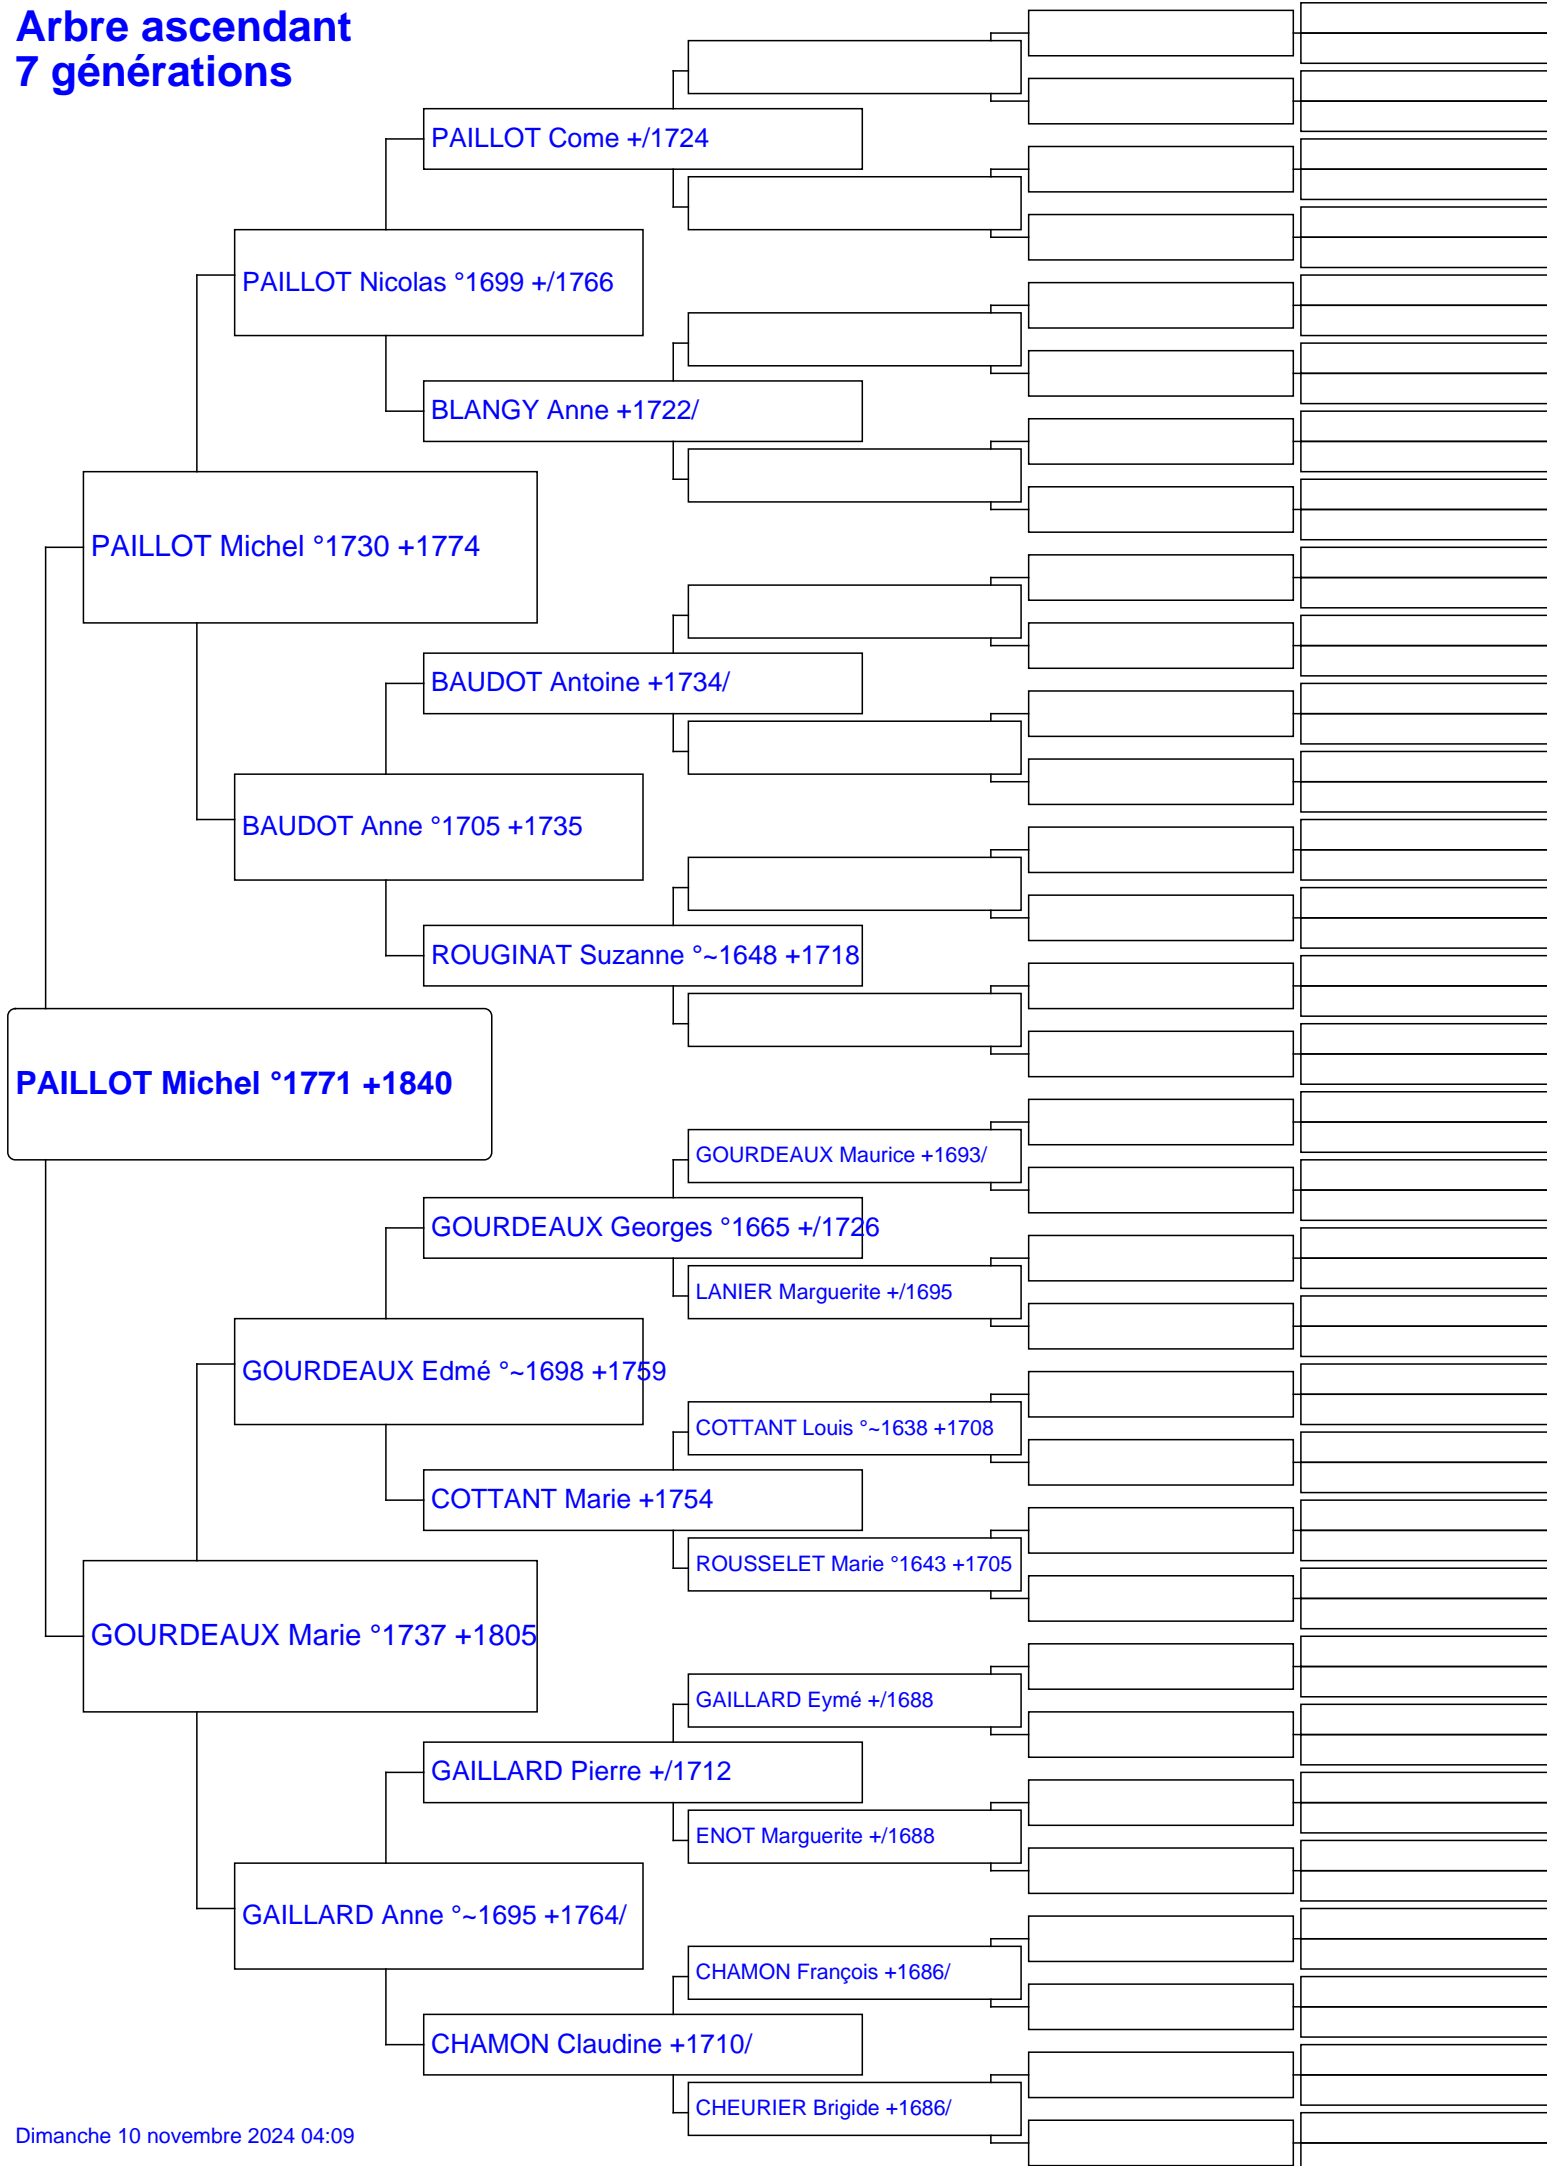 Arbre ascendant
7 générations
PAILLOT Come +/1724
PAILLOT Nicolas °1699 +/1766
BLANGY Anne +1722/
PAILLOT Michel °1730 +1774
BAUDOT Antoine +1734/
BAUDOT Anne °1705 +1735
ROUGINAT Suzanne °~1648 +1718
PAILLOT Michel °1771 +1840
GOURDEAUX Maurice +1693/
GOURDEAUX Georges °1665 +/1726
LANIER Marguerite +/1695
GOURDEAUX Edmé °~1698 +1759
COTTANT Louis °~1638 +1708
COTTANT Marie +1754
ROUSSELET Marie °1643 +1705
GOURDEAUX Marie °1737 +1805
GAILLARD Eymé +/1688
GAILLARD Pierre +/1712
ENOT Marguerite +/1688
GAILLARD Anne °~1695 +1764/
CHAMON François +1686/
CHAMON Claudine +1710/
CHEURIER Brigide +1686/
Dimanche 10 novembre 2024 04:09